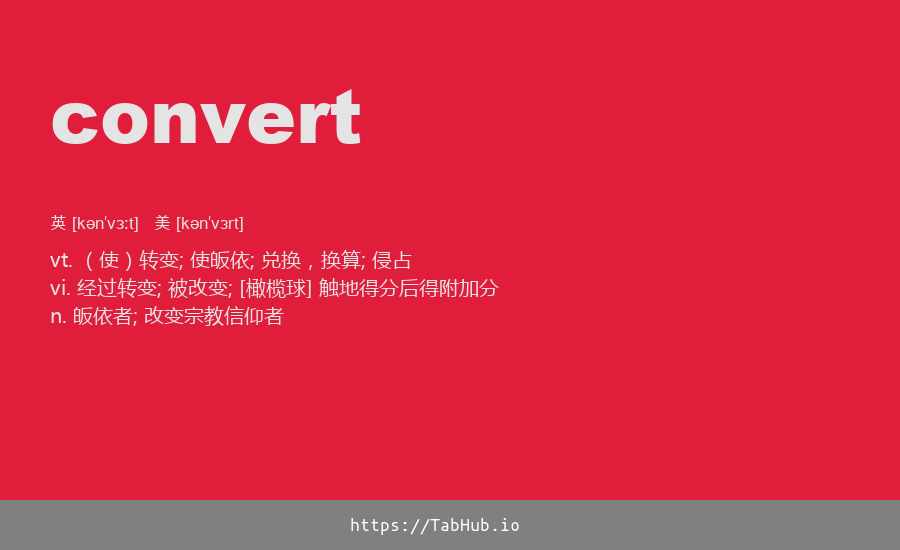 convert
英 [kən'vɜːt] 美 [kən'vɜrt]
vt. （使）转变; 使皈依; 兑换，换算; 侵占
vi. 经过转变; 被改变; [橄榄球] 触地得分后得附加分
n. 皈依者; 改变宗教信仰者
https://TabHub.io